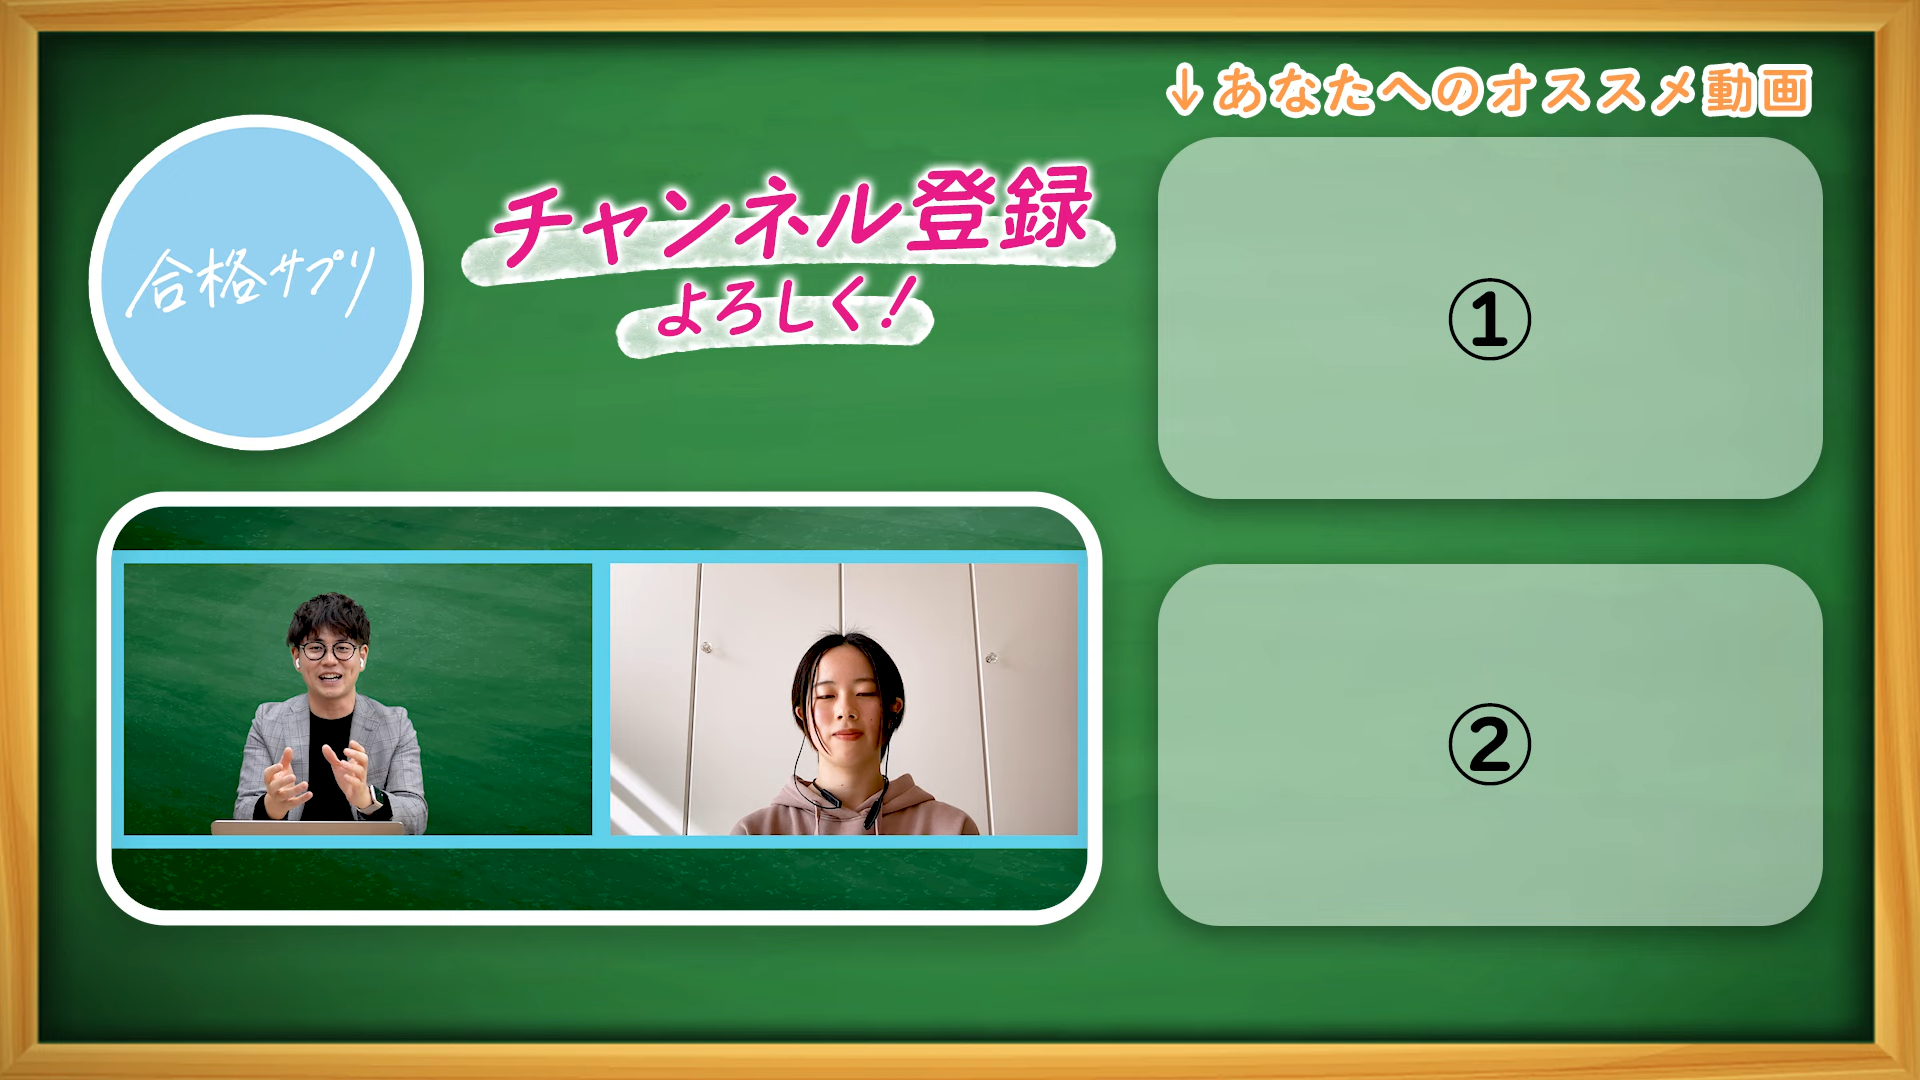 合格サプリ
チャンネル登録
よろしく!
↓あなたへのオススメ動画
①
②